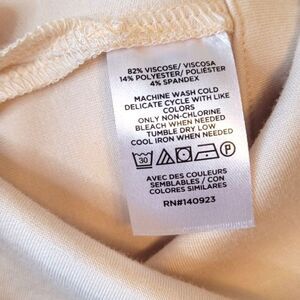 82% VISCOSE/ VISCOSA
14% POLYESTER/ POLIÉSTER
4% SPANDEX
MACHINE WASH COLD
DELICATE CYCLE WITH LIKE
COLORS
ONLY NON-CHLORINE
BLEACH WHEN NEEDED
TUMBLE DRY LOW
COOL IRON WHEN NEEDED
30 P
AVEC DES COULEURS
SEMBLABLES / CON
COLORES SIMILARES
RN#140923